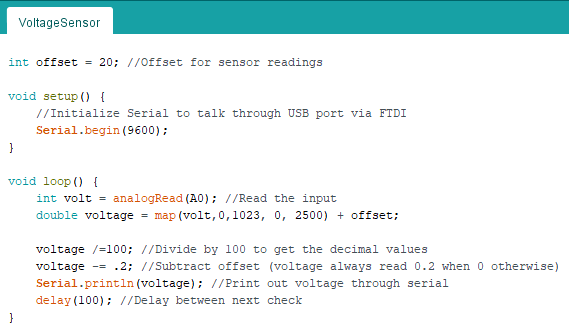 VoltageSensor
int offset = 20; //Offset for sensor readings
void setup() {
//Initialize Serial to talk through USB port via FTDI
Serial.begin(9600);
}
void loop() {
int volt = analogRead(A0); //Read the input
double voltage = map(volt,0,1023, 0, 2500) + offset;
voltage /=100; //Divide by 100 to get the decimal values
voltage -= .2; //Subtract offset (voltage always read 0.2 when 0 otherwise)
Serial.println(voltage); //Print out voltage through serial
delay(100); //Delay between next check
}